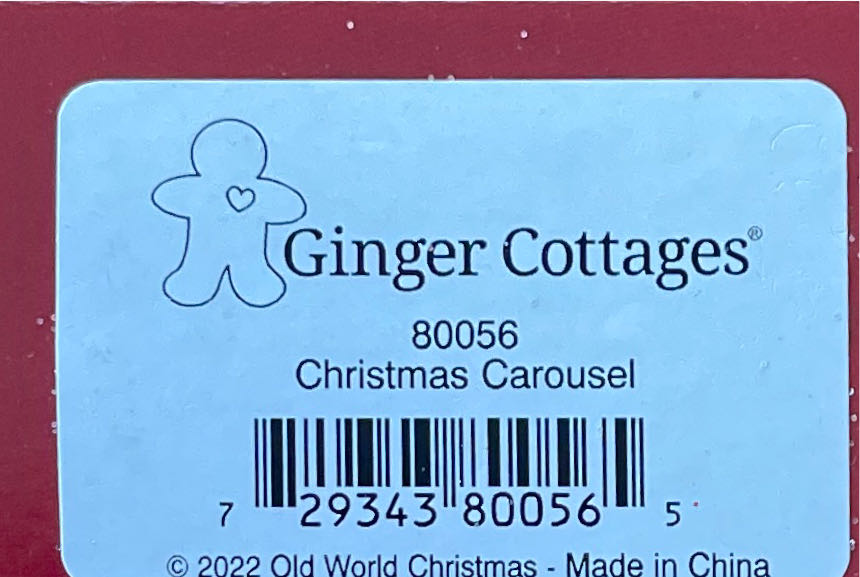 Ginger Cottages®
80056
Christmas Carousel
7 29343 80056 5
© 2022 Old World Christmas - Made in China